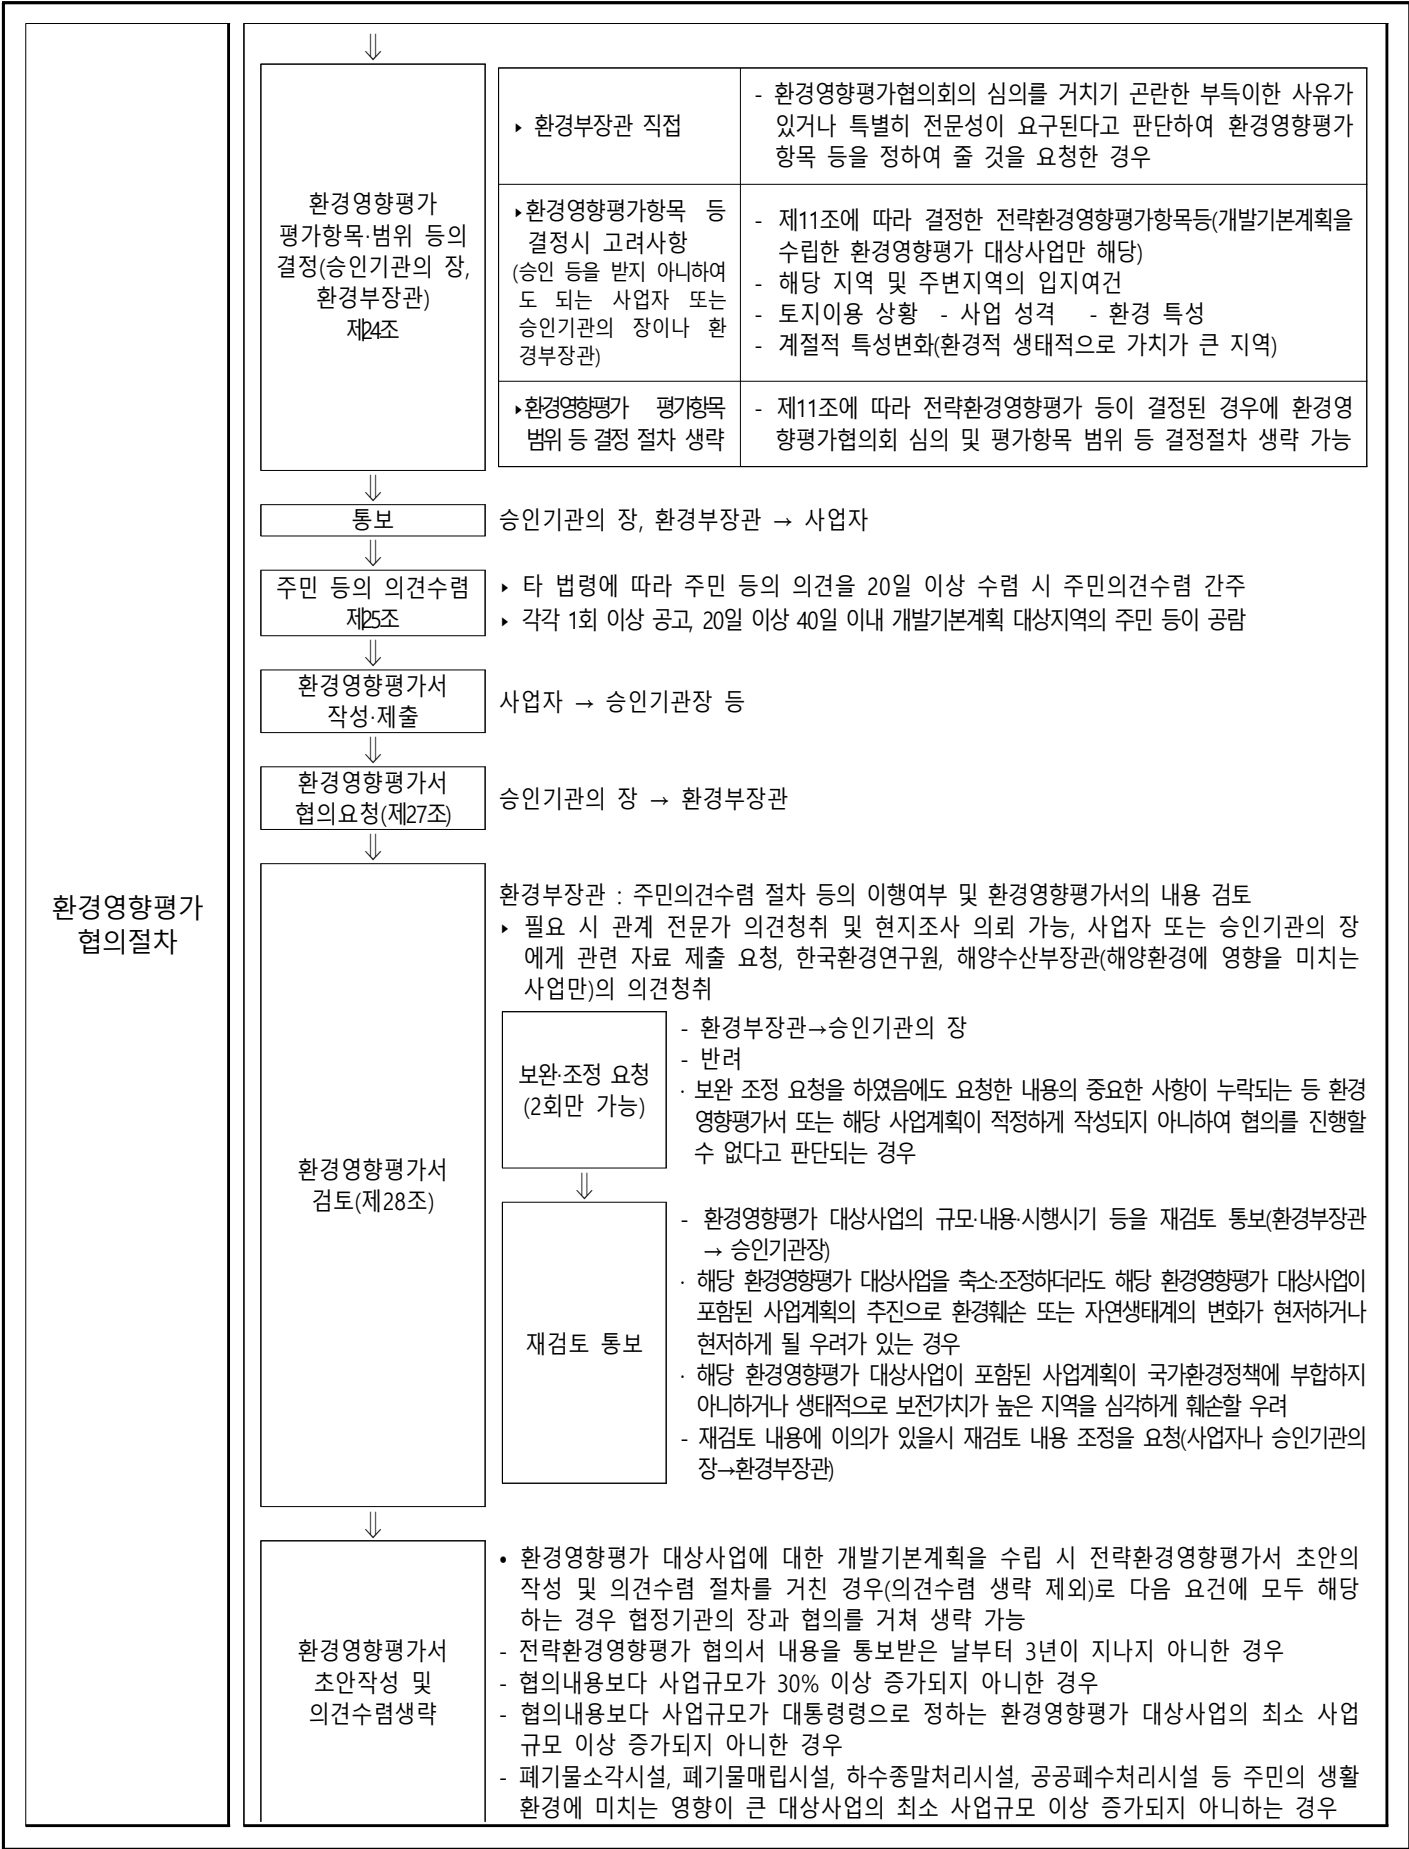 환경영향평가
협의절차
⇓
환경영향평가
평가항목·범위 등의
결정(승인기관의 장,
환경부장관)
제24조
▸ 환경부장관 직접
- 환경영향평가협의회의 심의를 거치기 곤란한 부득이한 사유가
있거나 특별히 전문성이 요구된다고 판단하여 환경영향평가
항목 등을 정하여 줄 것을 요청한 경우
▸환경영향평가항목 등
결정시 고려사항
(승인 등을 받지 아니하여
도 되는 사업자 또는
승인기관의 장이나 환
경부장관)
- 제11조에 따라 결정한 전략환경영향평가항목등(개발기본계획을
수립한 환경영향평가 대상사업만 해당)
- 해당 지역 및 주변지역의 입지여건
- 토지이용 상황 - 사업 성격 - 환경 특성
- 계절적 특성변화(환경적 생태적으로 가치가 큰 지역)
▸환경영향평가 평가항목
범위 등 결정 절차 생략
- 제11조에 따라 전략환경영향평가 등이 결정된 경우에 환경영
향평가협의회 심의 및 평가항목 범위 등 결정절차 생략 가능
⇓
통보
승인기관의 장, 환경부장관 → 사업자
⇓
주민 등의 의견수렴
제25조
▸ 타 법령에 따라 주민 등의 의견을 20일 이상 수렴 시 주민의견수렴 간주
▸ 각각 1회 이상 공고, 20일 이상 40일 이내 개발기본계획 대상지역의 주민 등이 공람
⇓
환경영향평가서
작성·제출
사업자 → 승인기관장 등
⇓
환경영향평가서
협의요청(제27조)
승인기관의 장 → 환경부장관
⇓
환경영향평가서
검토(제28조)
환경부장관 : 주민의견수렴 절차 등의 이행여부 및 환경영향평가서의 내용 검토
▸ 필요 시 관계 전문가 의견청취 및 현지조사 의뢰 가능, 사업자 또는 승인기관의 장
에게 관련 자료 제출 요청, 한국환경연구원, 해양수산부장관(해양환경에 영향을 미치는
사업만)의 의견청취
보완·조정 요청
(2회만 가능)
- 환경부장관→승인기관의 장
- 반려
· 보완 조정 요청을 하였음에도 요청한 내용의 중요한 사항이 누락되는 등 환경
영향평가서 또는 해당 사업계획이 적정하게 작성되지 아니하여 협의를 진행할
수 없다고 판단되는 경우
⇓
재검토 통보
- 환경영향평가 대상사업의 규모·내용·시행시기 등을 재검토 통보(환경부장관
→ 승인기관장)
· 해당 환경영향평가 대상사업을 축소·조정하더라도 해당 환경영향평가 대상사업이
포함된 사업계획의 추진으로 환경훼손 또는 자연생태계의 변화가 현저하거나
현저하게 될 우려가 있는 경우
· 해당 환경영향평가 대상사업이 포함된 사업계획이 국가환경정책에 부합하지
아니하거나 생태적으로 보전가치가 높은 지역을 심각하게 훼손할 우려
- 재검토 내용에 이의가 있을시 재검토 내용 조정을 요청(사업자나 승인기관의
장→환경부장관)
⇓
환경영향평가서
초안작성 및
의견수렴생략
• 환경영향평가 대상사업에 대한 개발기본계획을 수립 시 전략환경영향평가서 초안의
작성 및 의견수렴 절차를 거친 경우(의견수렴 생략 제외)로 다음 요건에 모두 해당
하는 경우 협정기관의 장과 협의를 거쳐 생략 가능
- 전략환경영향평가 협의서 내용을 통보받은 날부터 3년이 지나지 아니한 경우
- 협의내용보다 사업규모가 30% 이상 증가되지 아니한 경우
- 협의내용보다 사업규모가 대통령령으로 정하는 환경영향평가 대상사업의 최소 사업
규모 이상 증가되지 아니한 경우
- 폐기물소각시설, 폐기물매립시설, 하수종말처리시설, 공공폐수처리시설 등 주민의 생활
환경에 미치는 영향이 큰 대상사업의 최소 사업규모 이상 증가되지 아니하는 경우